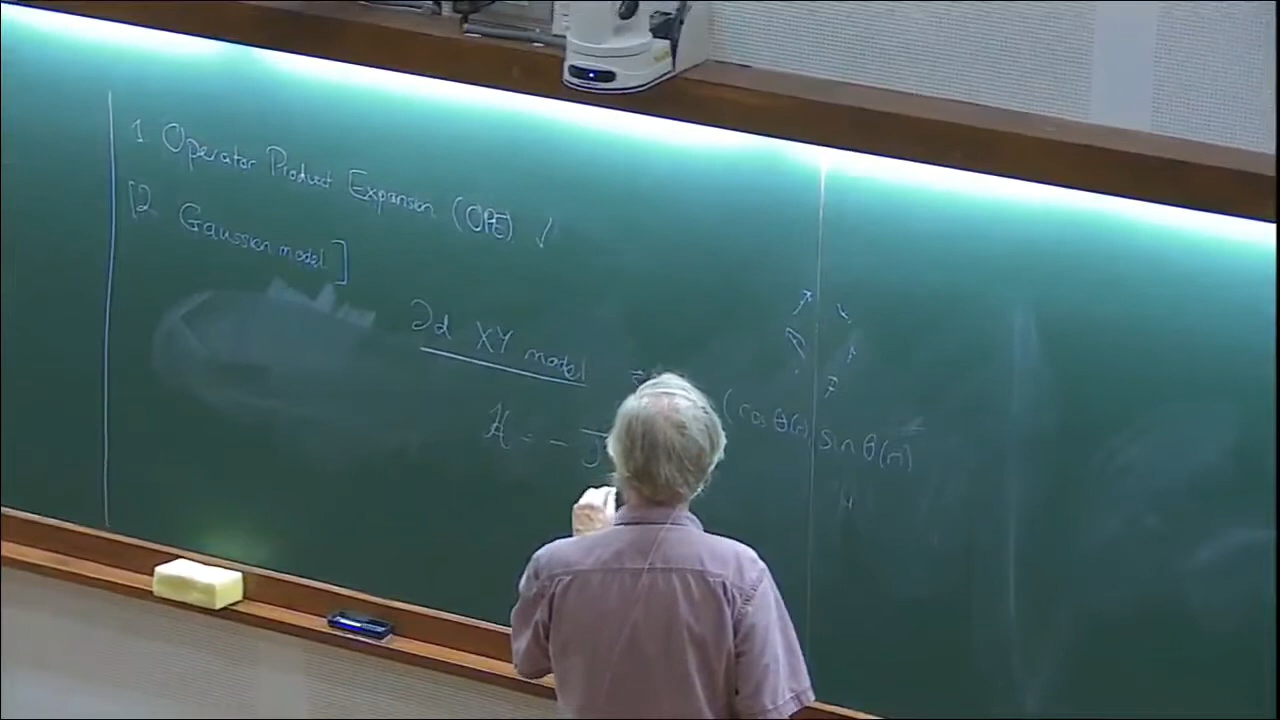 1 Operator Product Expansion (OPE) ✓
[2. Gaussian model]
2d XY model
(cos θ(r), sin θ(r))
H = - J